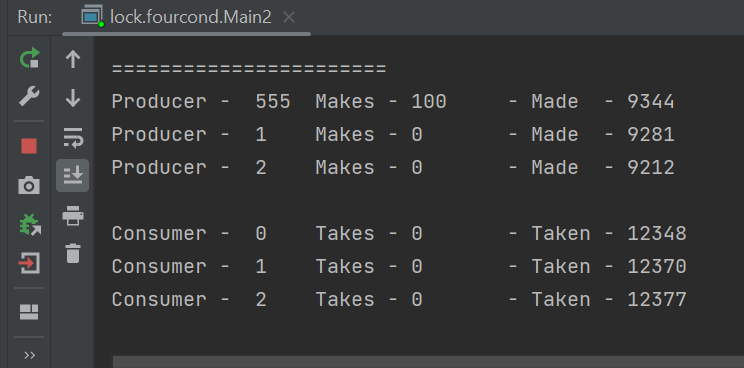 Run: lock.fourcond.Main2 ×
=======================
Producer - 555 Makes - 100 - Made - 9344
Producer - 1 Makes - 0 - Made - 9281
Producer - 2 Makes - 0 - Made - 9212
Consumer - 0 Takes - 0 - Taken - 12348
Consumer - 1 Takes - 0 - Taken - 12370
Consumer - 2 Takes - 0 - Taken - 12377